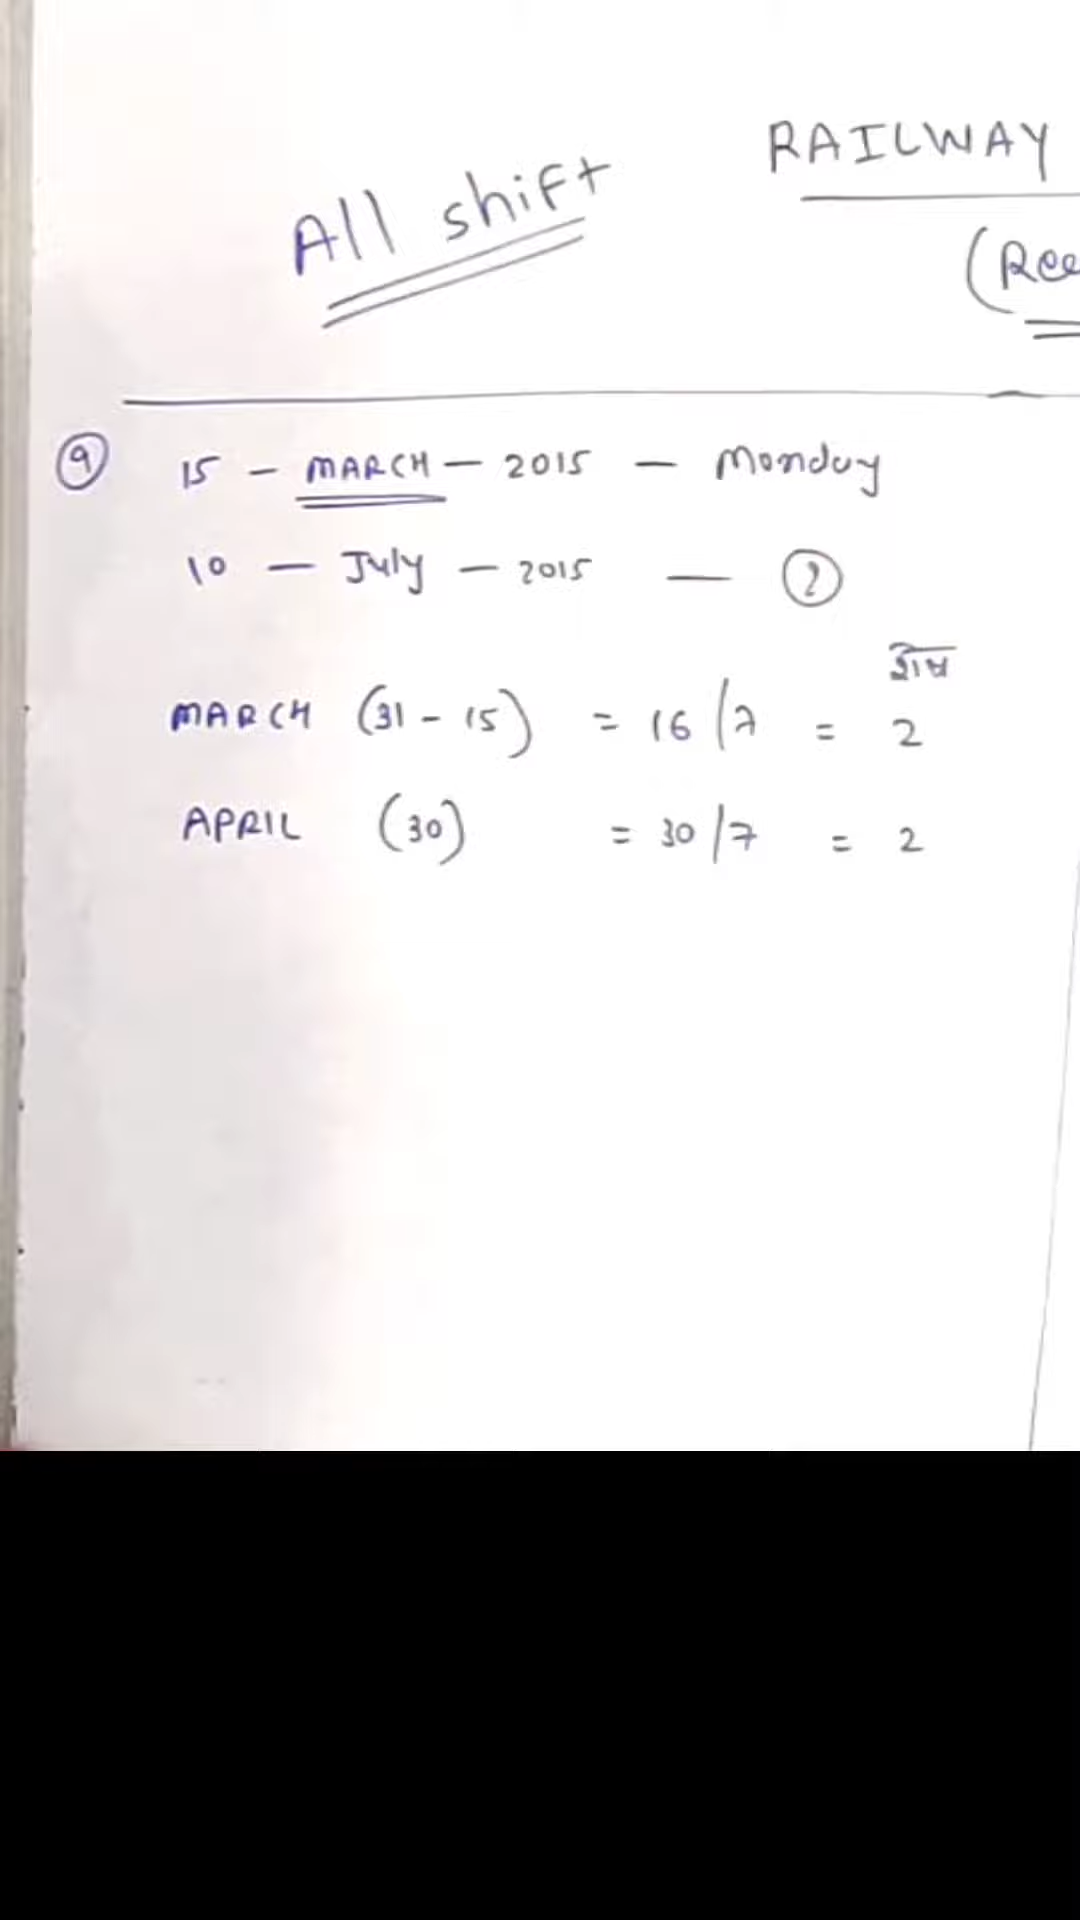 All shift
RAILWAY
(Ree
9 15 - MARCH - 2015 - Monday
10 - July - 2015 - ?
शेष
MARCH (31 - 15) = 16/7 = 2
APRIL (30) = 30/7 = 2